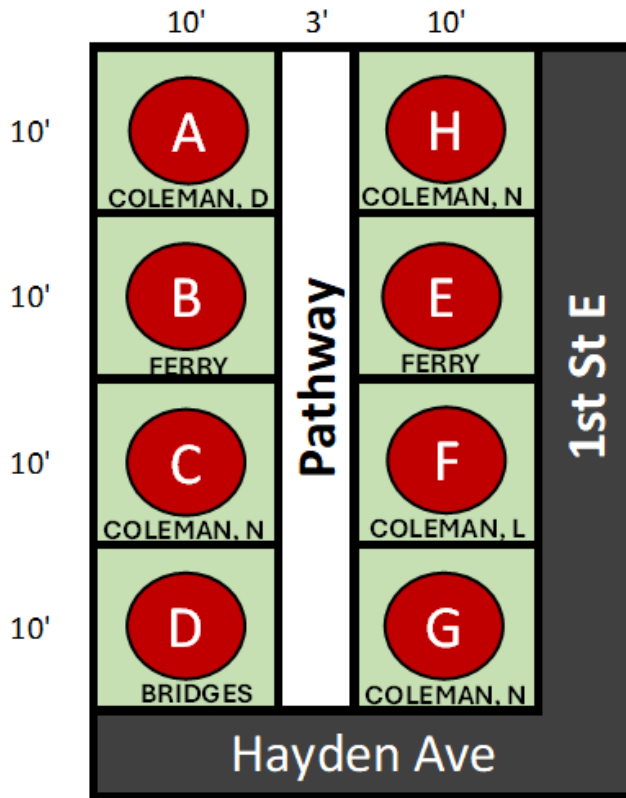 10' 3' 10'
10' A H
COLEMAN, D COLEMAN, N
10' B E
FERRY FERRY
Pathway
1st St E
10' C F
COLEMAN, N COLEMAN, L
10' D G
BRIDGES COLEMAN, N
Hayden Ave